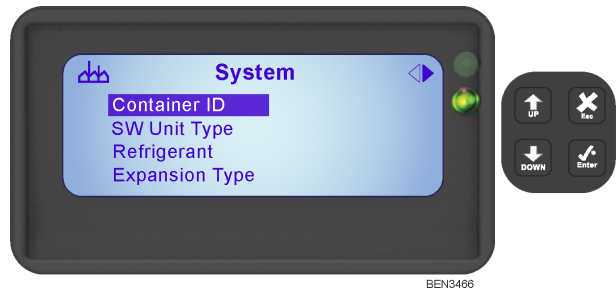 System
Container ID
SW Unit Type
Refrigerant
Expansion Type
UP
Esc
DOWN
Enter
BEN3466